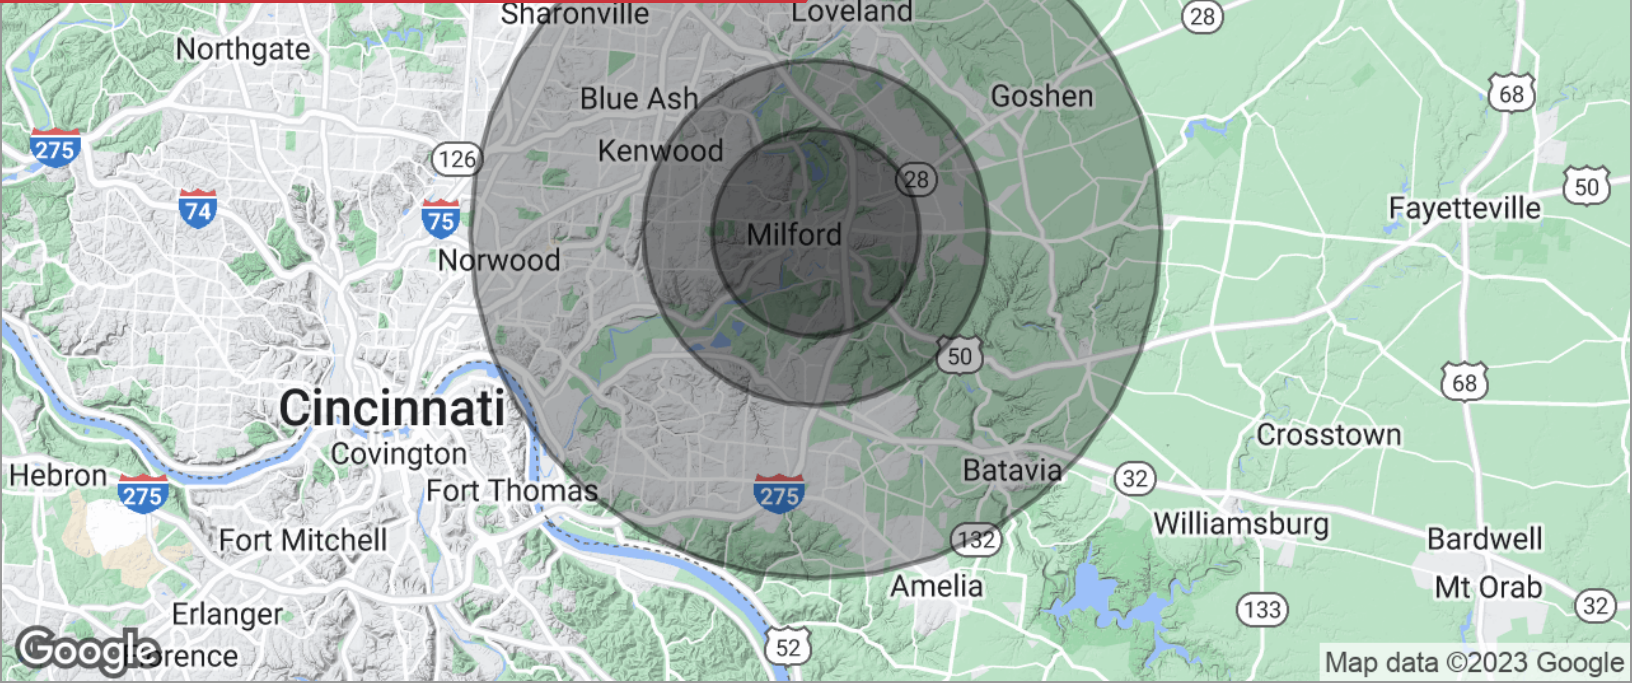 Sharonville
Loveland
28
Northgate
68
Blue Ash
Goshen
275
126
Kenwood
28
50
74
75
Fayetteville
Milford
Norwood
50
68
Cincinnati
Crosstown
Covington
Hebron
Batavia
32
275
Fort Thomas
275
Williamsburg
Fort Mitchell
132
Bardwell
Amelia
Mt Orab
Erlanger
133
32
52
Google
Florence
Map data ©2023 Google